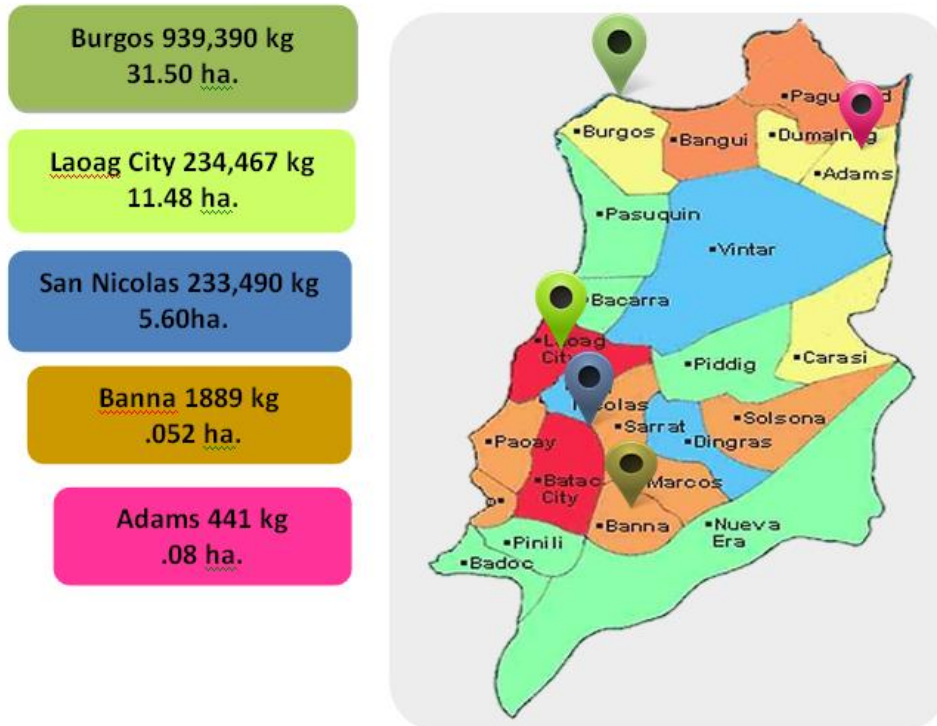 Burgos 939,390 kg
31.50 ha.
Laoag City 234,467 kg
11.48 ha.
San Nicolas 233,490 kg
5.60ha.
Banna 1889 kg
.052 ha.
Adams 441 kg
.08 ha.
Burgos
Bangui
Adams
Pasuquin
Vintar
Bacarra
City
Piddig
Carasi
Solsona
Sarrat
Dingras
Paoay
Batac
City
Marcos
Banna
Nueva
Era
Pinili
Badoc